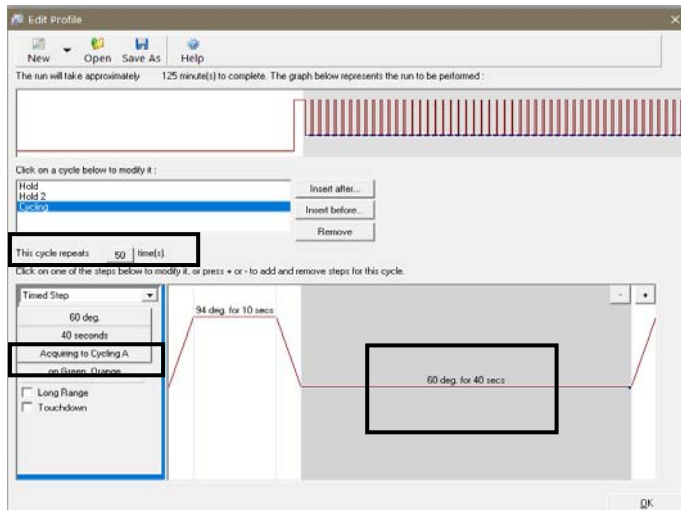 Edit Profile
New Open Save As Help
The run will take approximately 125 minute(s) to complete. The graph below represents the run to be performed :
Click on a cycle below to modify it :
Hold
Hold 2
Cycling
Insert after...
Insert before...
Remove
This cycle repeats 50 time(s).
Click on one of the steps below to modify it, or press + or - to add and remove steps for this cycle.
Timed Step
- +
60 deg.
94 deg. for 10 secs
40 seconds
Acquiring to Cycling A
on Green, Orange
60 deg. for 40 secs
Long Range
Touchdown
OK